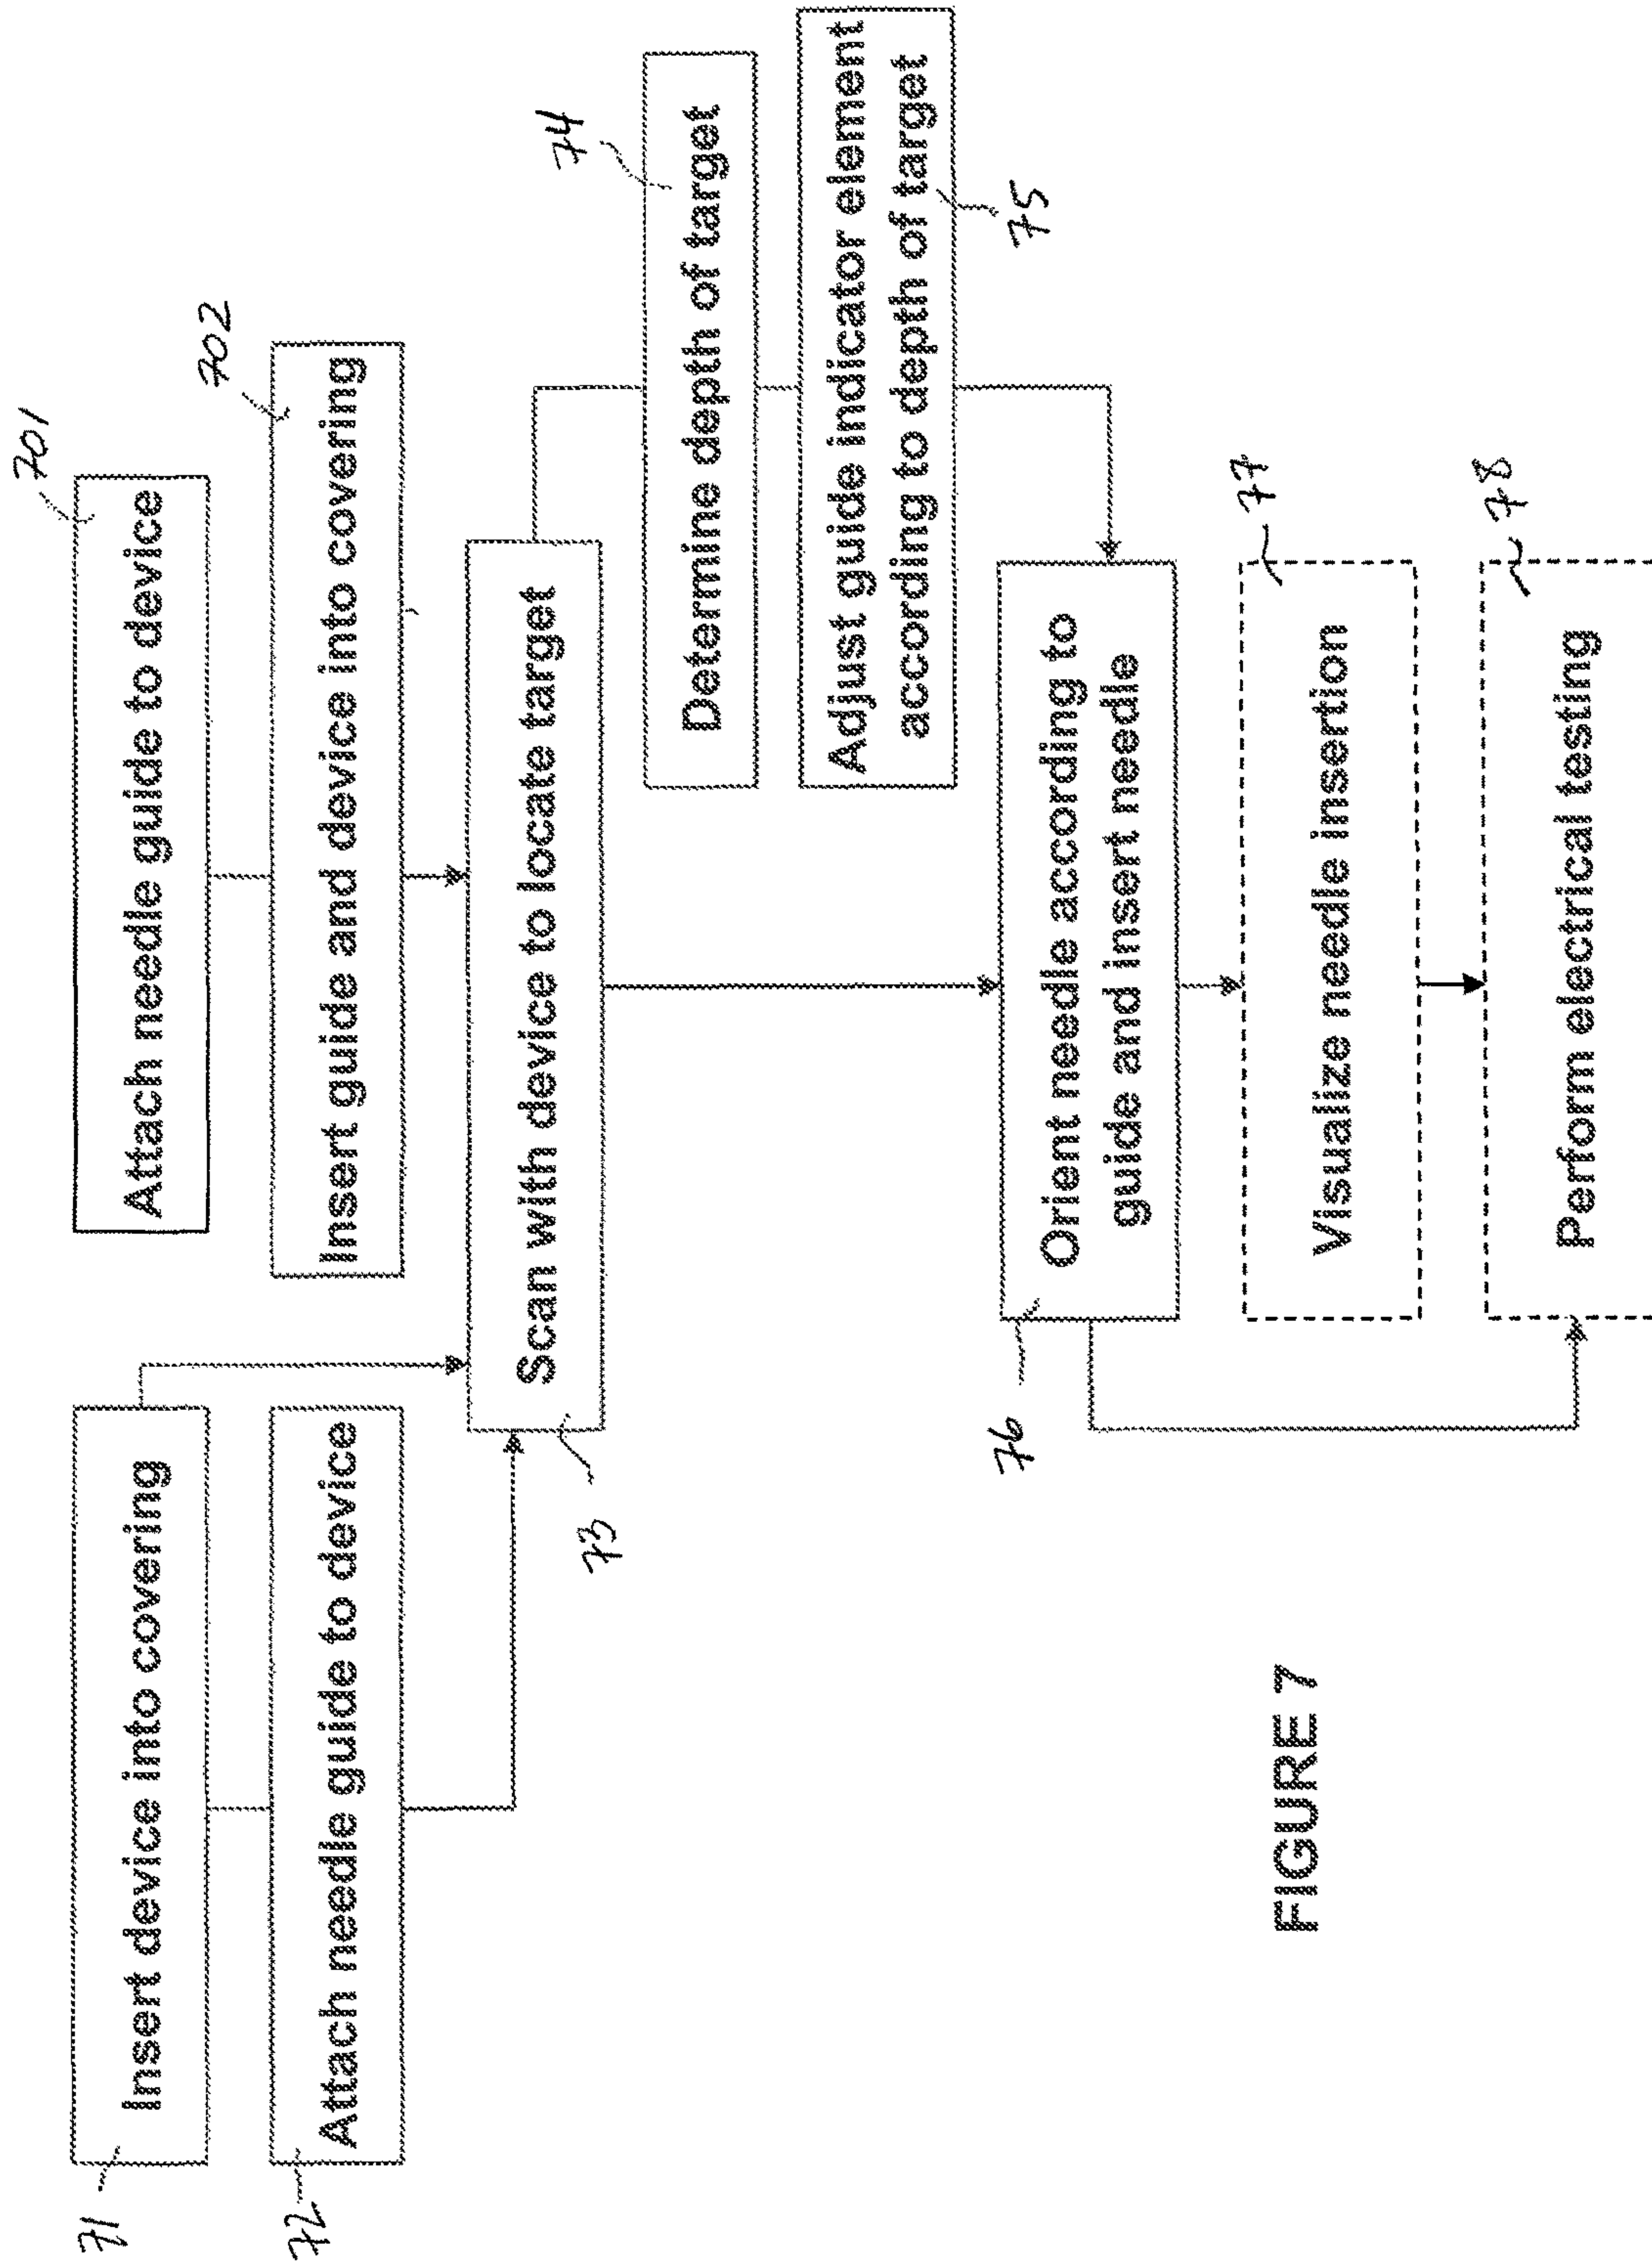 71
Insert device into covering
72
Attach needle guide to device
701
Attach needle guide to device
702
Insert guide and device into covering
73
Scan with device to locate target
74
Determine depth of target
75
Adjust guide indicator element
according to depth of target
76
Orient needle according to
guide and insert needle
77
Visualize needle insertion
78
Perform electrical testing
FIGURE 7